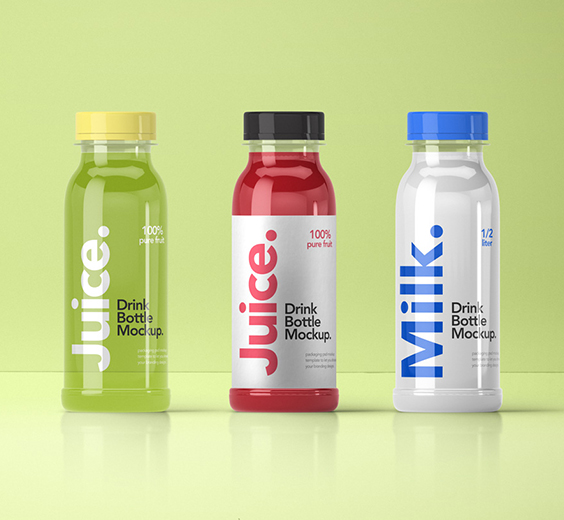 Juice.
100%
pure fruit
Drink
Bottle
Mockup.
Juice.
100%
pure fruit
Drink
Bottle
Mockup.
Milk.
1/2
liter
Drink
Bottle
Mockup.